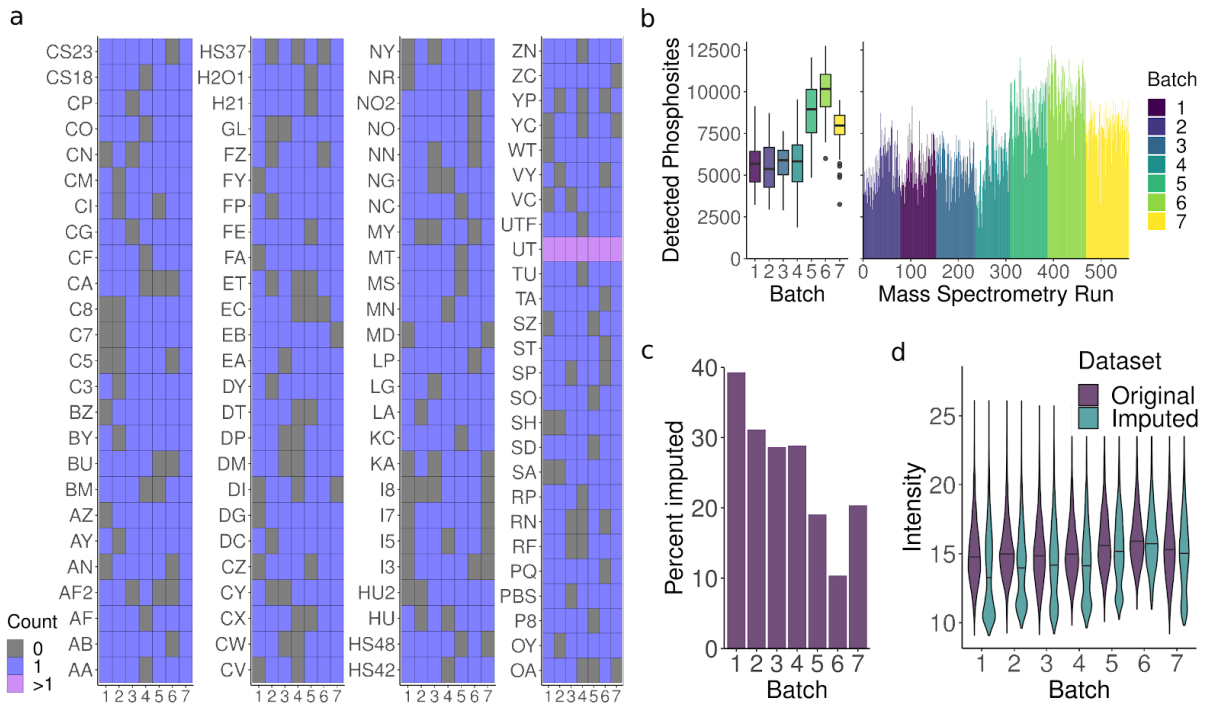 a
CS23
CS18
CP
CO
CN
CM
CI
CG
CF
CA
C8
C7
C5
C3
BZ
BY
BU
BM
AZ
AY
AN
AF2
AF
AB
AA
1 2 3 4 5 6 7
HS37
H2O1
H21
GL
FZ
FY
FP
FE
FA
ET
EC
EB
EA
DY
DT
DP
DM
DI
DG
DC
CZ
CY
CX
CW
CV
1 2 3 4 5 6 7
NY
NR
NO2
NO
NN
NG
NC
MY
MT
MS
MN
MD
LP
LG
LA
KC
KA
I8
I7
I5
I3
HU2
HU
HS48
HS42
1 2 3 4 5 6 7
ZN
ZC
YP
YC
WT
VY
VC
UTF
UT
TU
TA
SZ
ST
SP
SO
SH
SD
SA
RP
RN
RF
PQ
PBS
P8
OY
OA
1 2 3 4 5 6 7
Count
0
1
>1
b
Detected Phosphosites
12500
10000
7500
5000
2500
0
1 2 3 4 5 6 7
Batch
0 100 200 300 400 500
Mass Spectrometry Run
Batch
1
2
3
4
5
6
7
c
Percent imputed
40
30
20
10
0
1 2 3 4 5 6 7
Batch
d
Dataset
Original
Imputed
Intensity
25
20
15
10
1 2 3 4 5 6 7
Batch